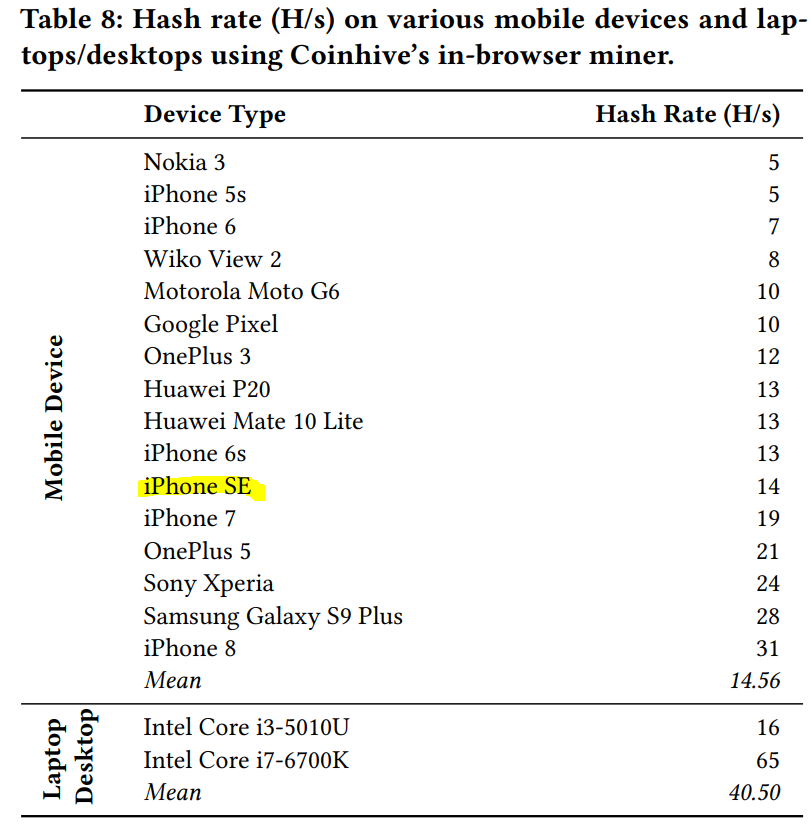 Table 8: Hash rate (H/s) on various mobile devices and lap-
tops/desktops using Coinhive's in-browser miner.
Device Type Hash Rate (H/s)
Mobile Device
Nokia 3 5
iPhone 5s 5
iPhone 6 7
Wiko View 2 8
Motorola Moto G6 10
Google Pixel 10
OnePlus 3 12
Huawei P20 13
Huawei Mate 10 Lite 13
iPhone 6s 13
iPhone SE 14
iPhone 7 19
OnePlus 5 21
Sony Xperia 24
Samsung Galaxy S9 Plus 28
iPhone 8 31
Mean 14.56
Laptop
Desktop
Intel Core i3-5010U 16
Intel Core i7-6700K 65
Mean 40.50